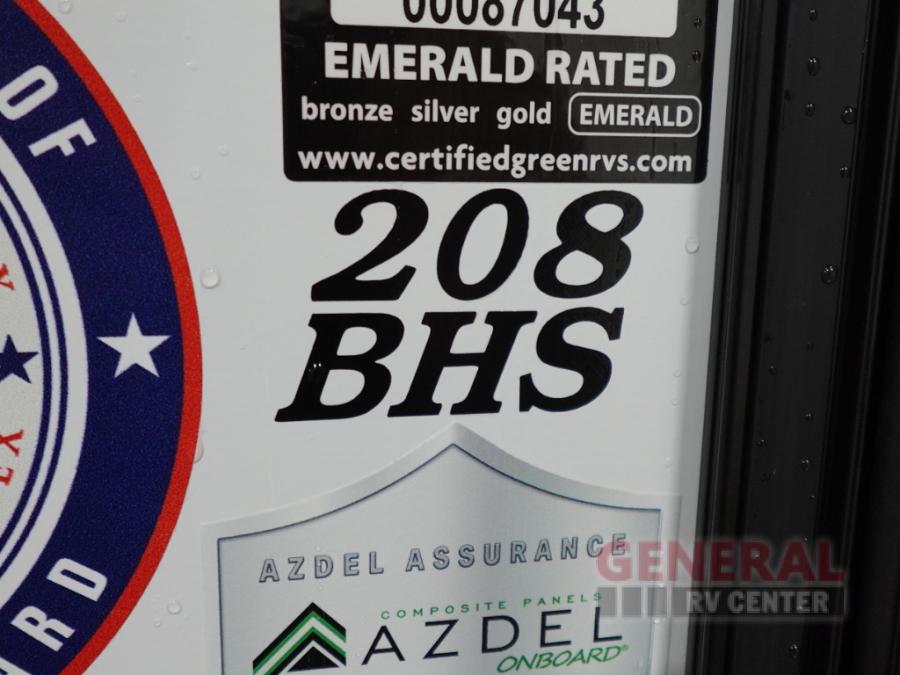 00087043
EMERALD RATED
bronze silver gold EMERALD
www.certifiedgreenrvs.com
OF
208
BHS
AZDEL ASSURANCE
COMPOSITE PANELS
AZDEL
ONBOARD®
GENERAL
RV CENTER